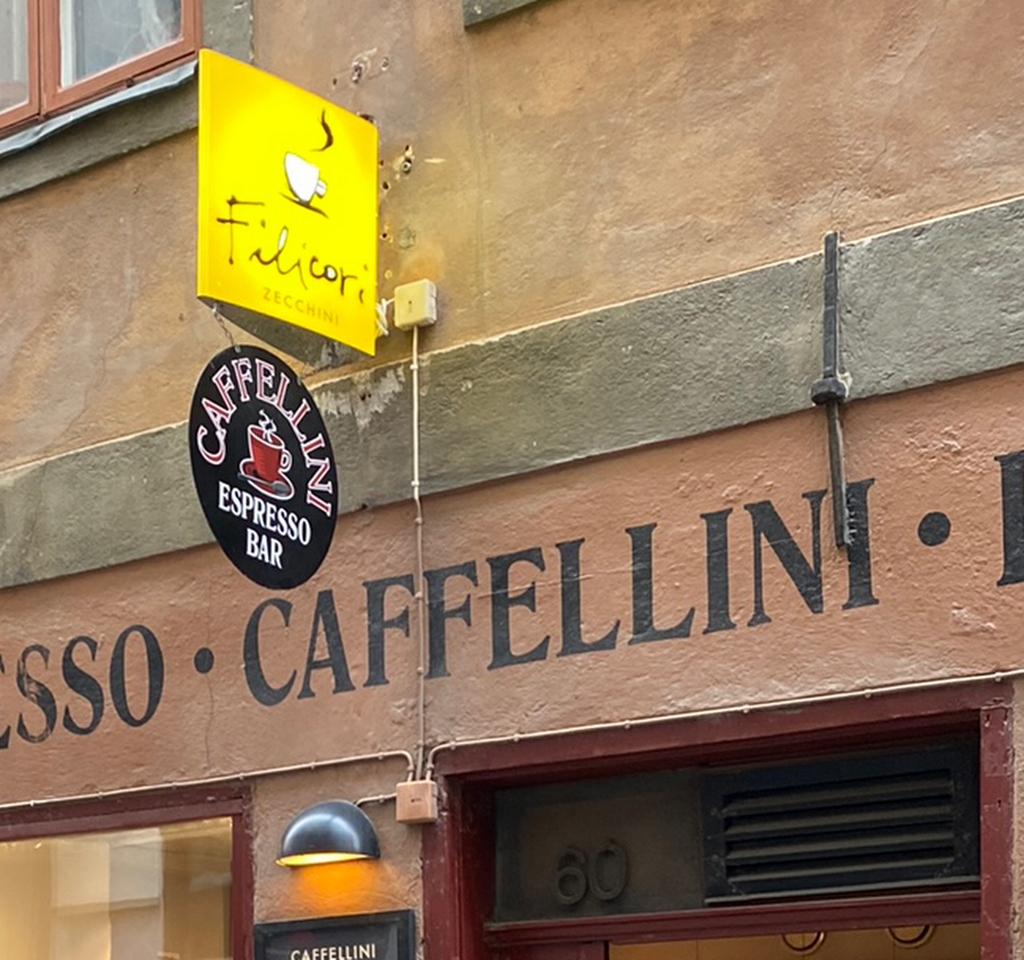 Filicori
ZECCHINI
CAFFELLINI
ESPRESSO
BAR
ESSO · CAFFELLINI ·
60
CAFFELLINI